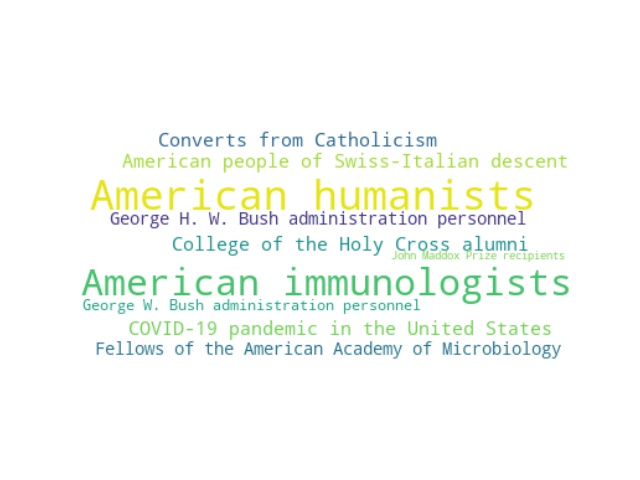 Converts from Catholicism
American people of Swiss-Italian descent
American humanists
George H. W. Bush administration personnel
College of the Holy Cross alumni
John Maddox Prize recipients
American immunologists
George W. Bush administration personnel
COVID-19 pandemic in the United States
Fellows of the American Academy of Microbiology